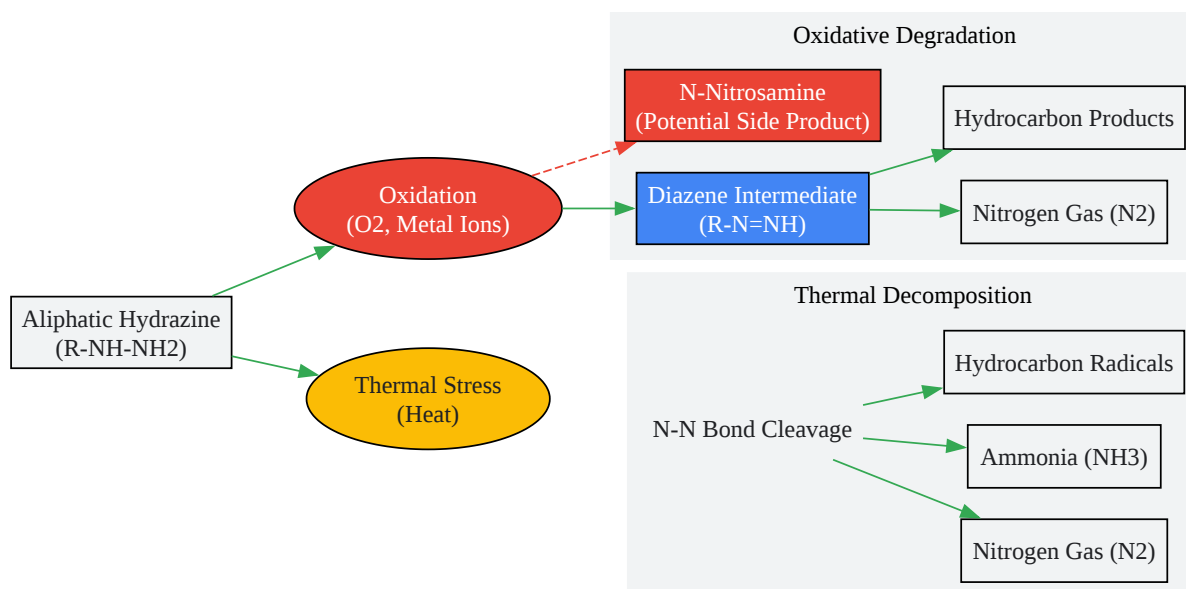 Oxidative Degradation
N-Nitrosamine
(Potential Side Product)
Hydrocarbon Products
Oxidation
(O2, Metal Ions)
Diazene Intermediate
(R-N=NH)
Nitrogen Gas (N2)
Aliphatic Hydrazine
(R-NH-NH2)
Thermal Stress
(Heat)
Thermal Decomposition
Hydrocarbon Radicals
N-N Bond Cleavage
Ammonia (NH3)
Nitrogen Gas (N2)